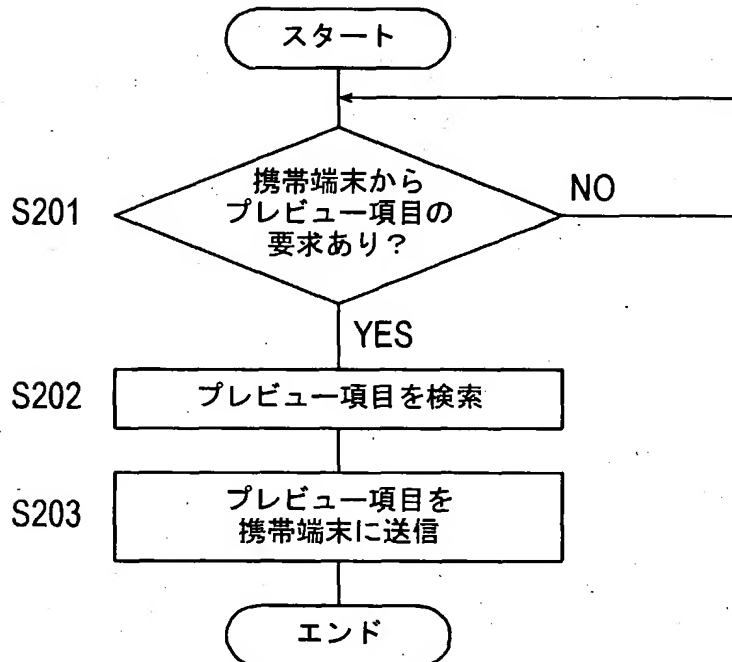 スタート
S201
携帯端末から
プレビュー項目の
要求あり?
NO
YES
S202
プレビュー項目を検索
S203
プレビュー項目を
携帯端末に送信
エンド